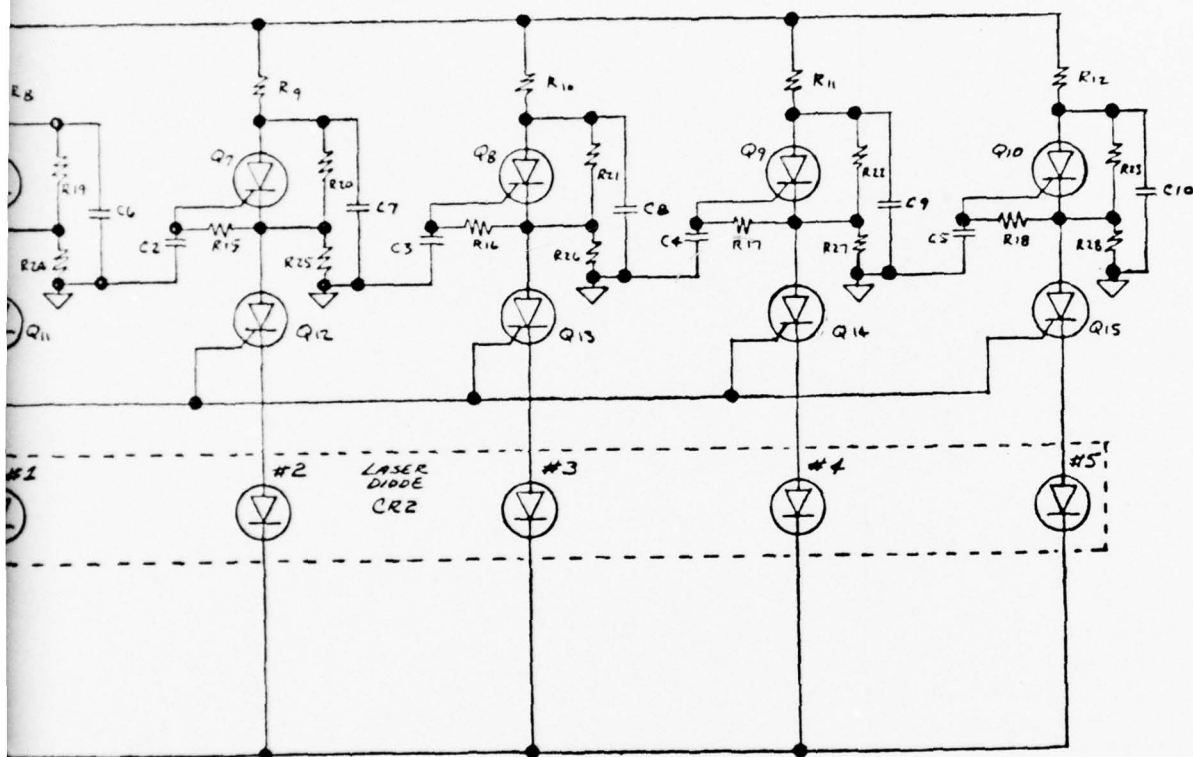 R8
R9
R10
R11
R12
Q7
Q8
Q9
Q10
R19
R20
R21
R22
R23
C6
C7
C8
C9
C10
C2
R15
C3
R16
C4
R17
C5
R18
R24
R25
R26
R27
R28
Q11
Q12
Q13
Q14
Q15
#1
#2
LASER
DIODE
CR2
#3
#4
#5